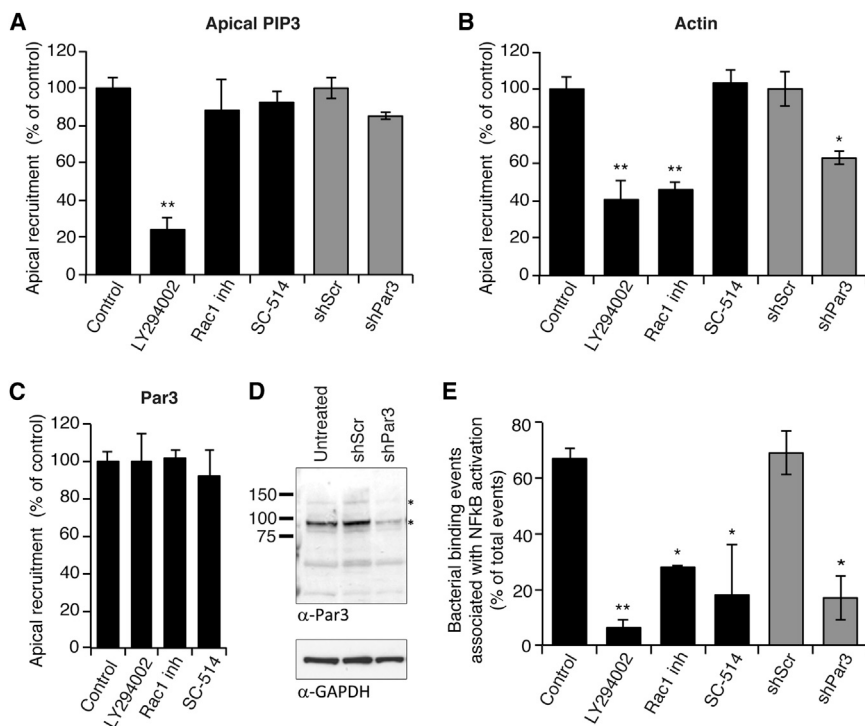 A
Apical PIP3
Apical recruitment (% of control)
120
100
80
60
40
20
0
**
Control
LY294002
Rac1 inh
SC-514
shScr
shPar3
B
Actin
Apical recruitment (% of control)
120
100
80
60
40
20
0
**
**
*
Control
LY294002
Rac1 inh
SC-514
shScr
shPar3
C
Par3
Apical recruitment (% of control)
120
100
80
60
40
20
0
Control
LY294002
Rac1 inh
SC-514
D
Untreated
shScr
shPar3
150
100
75
*
*
α-Par3
α-GAPDH
E
Bacterial binding events
associated with NFkB activation
(% of total events)
80
60
40
20
0
**
*
*
*
Control
LY294002
Rac1 inh
SC-514
shScr
shPar3